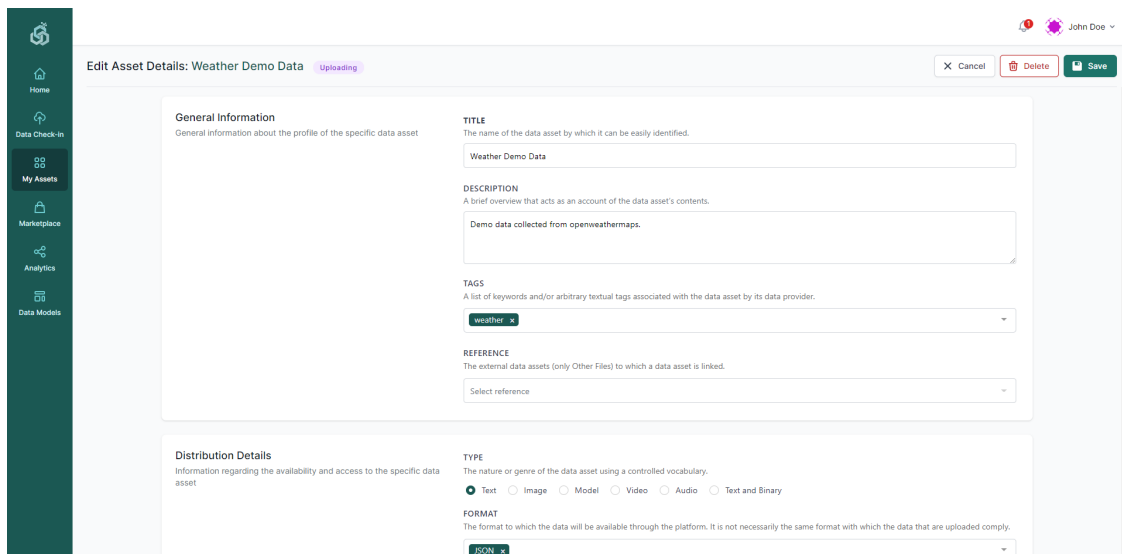 1
John Doe
Edit Asset Details: Weather Demo Data
Uploading
Cancel
Delete
Save
Home
Data Check-in
My Assets
Marketplace
Analytics
Data Models
General Information
General information about the profile of the specific data asset
TITLE
The name of the data asset by which it can be easily identified.
Weather Demo Data
DESCRIPTION
A brief overview that acts as an account of the data asset's contents.
Demo data collected from openweathermaps.
TAGS
A list of keywords and/or arbitrary textual tags associated with the data asset by its data provider.
weather x
REFERENCE
The external data assets (only Other Files) to which a data asset is linked.
Select reference
Distribution Details
Information regarding the availability and access to the specific data
asset
TYPE
The nature or genre of the data asset using a controlled vocabulary.
Text Image Model Video Audio Text and Binary
FORMAT
The format to which the data will be available through the platform. It is not necessarily the same format with which the data that are uploaded comply.
JSON x